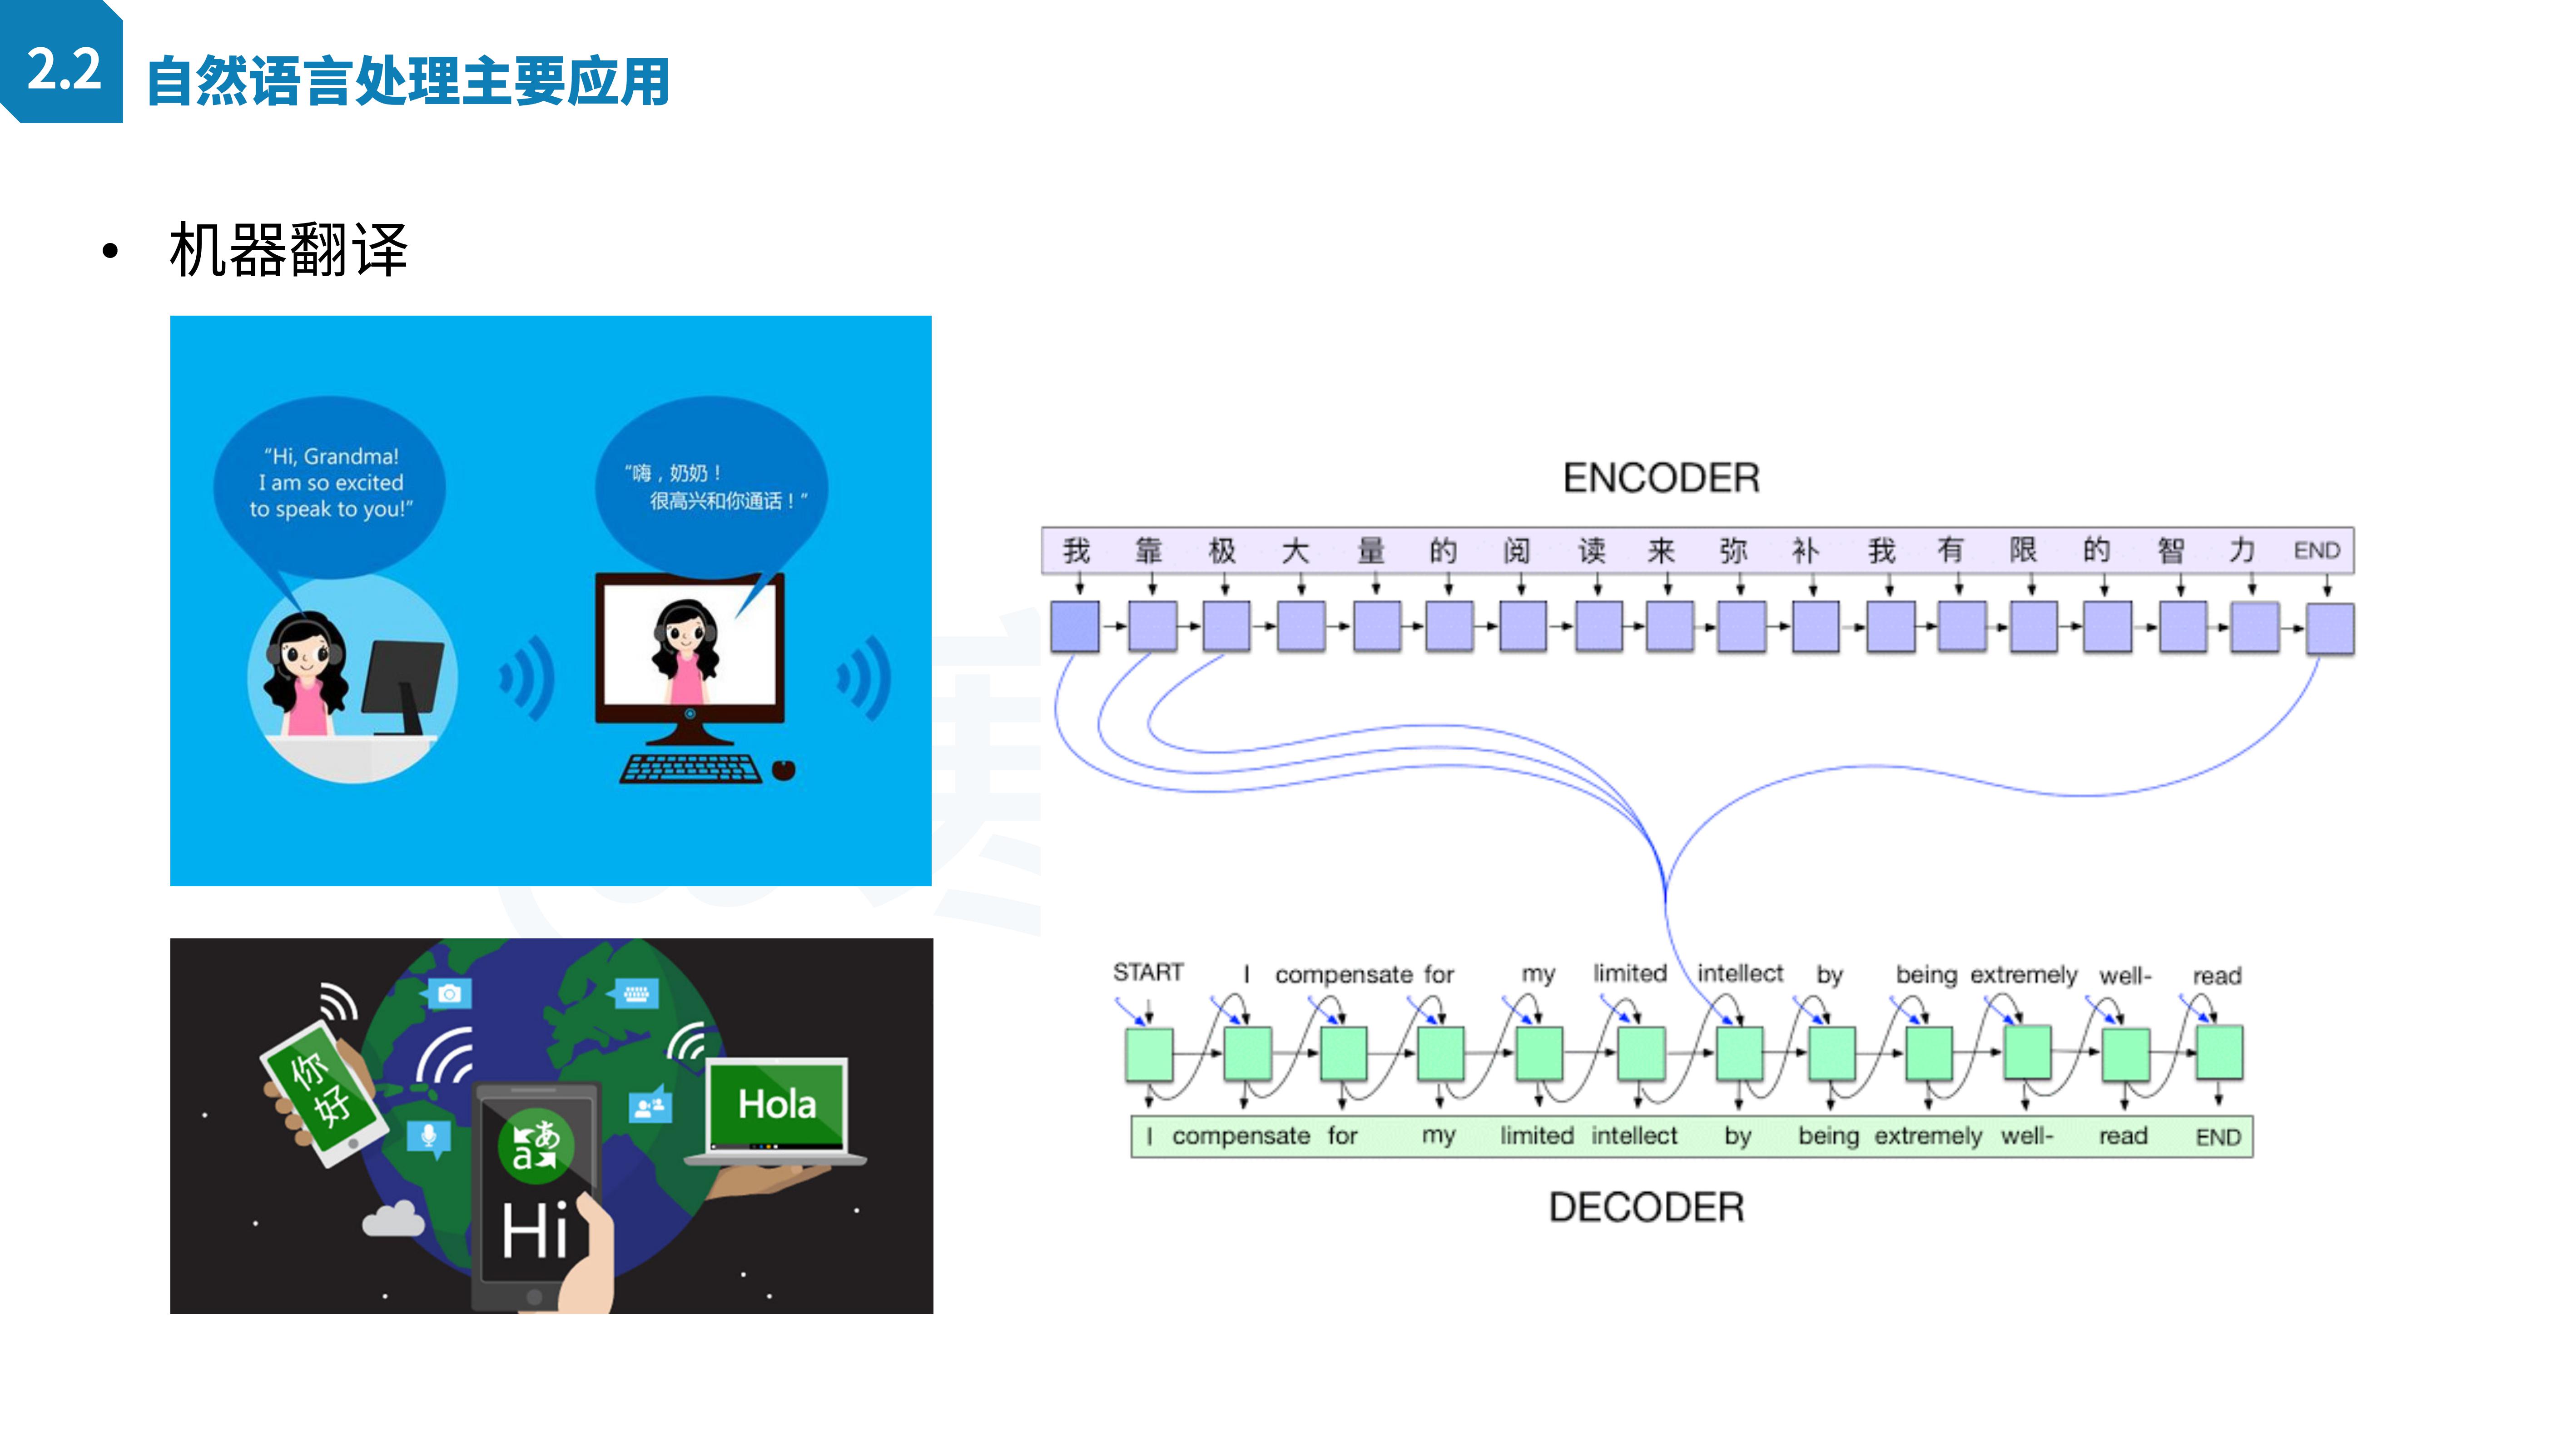 2.2 自然语言处理主要应用
• 机器翻译
“Hi, Grandma!
I am so excited
to speak to you!”
“嗨，奶奶！
很高兴和你通话！”
你
好
あ
a
Hi
Hola
ENCODER
我 靠 极 大 量 的 阅 读 来 弥 补 我 有 限 的 智 力 END
START I compensate for my limited intellect by being extremely well- read
I compensate for my limited intellect by being extremely well- read END
DECODER